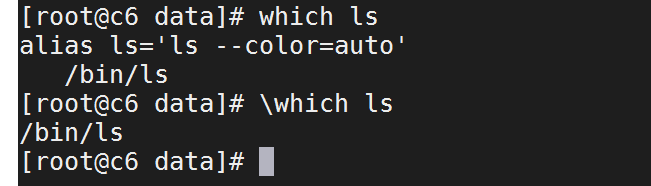 [root@c6 data]# which ls
alias ls='ls --color=auto'
   /bin/ls
[root@c6 data]# \which ls
/bin/ls
[root@c6 data]#